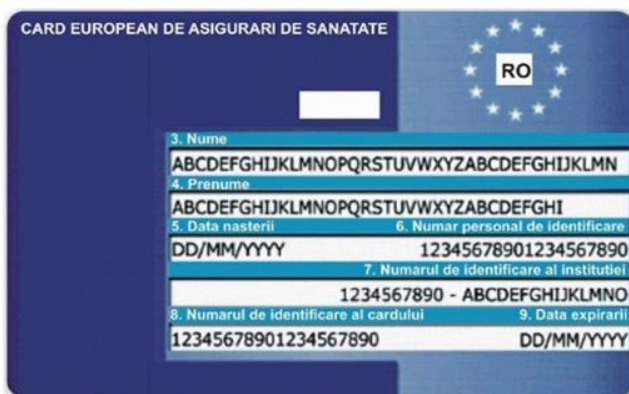 CARD EUROPEAN DE ASIGURARI DE SANATATE
RO
3. Nume
ABCDEFGHIJKLMNOPQRSTUVWXYZABCDEFGHIJKLMN
4. Prenume
ABCDEFGHIJKLMNOPQRSTUVWXYZABCDEFGHI
5. Data nasterii 6. Numar personal de identificare
DD/MM/YYYY 12345678901234567890
7. Numarul de identificare al institutiei
1234567890 - ABCDEFGHIJKLMNO
8. Numarul de identificare al cardului 9. Data expirarii
12345678901234567890 DD/MM/YYYY